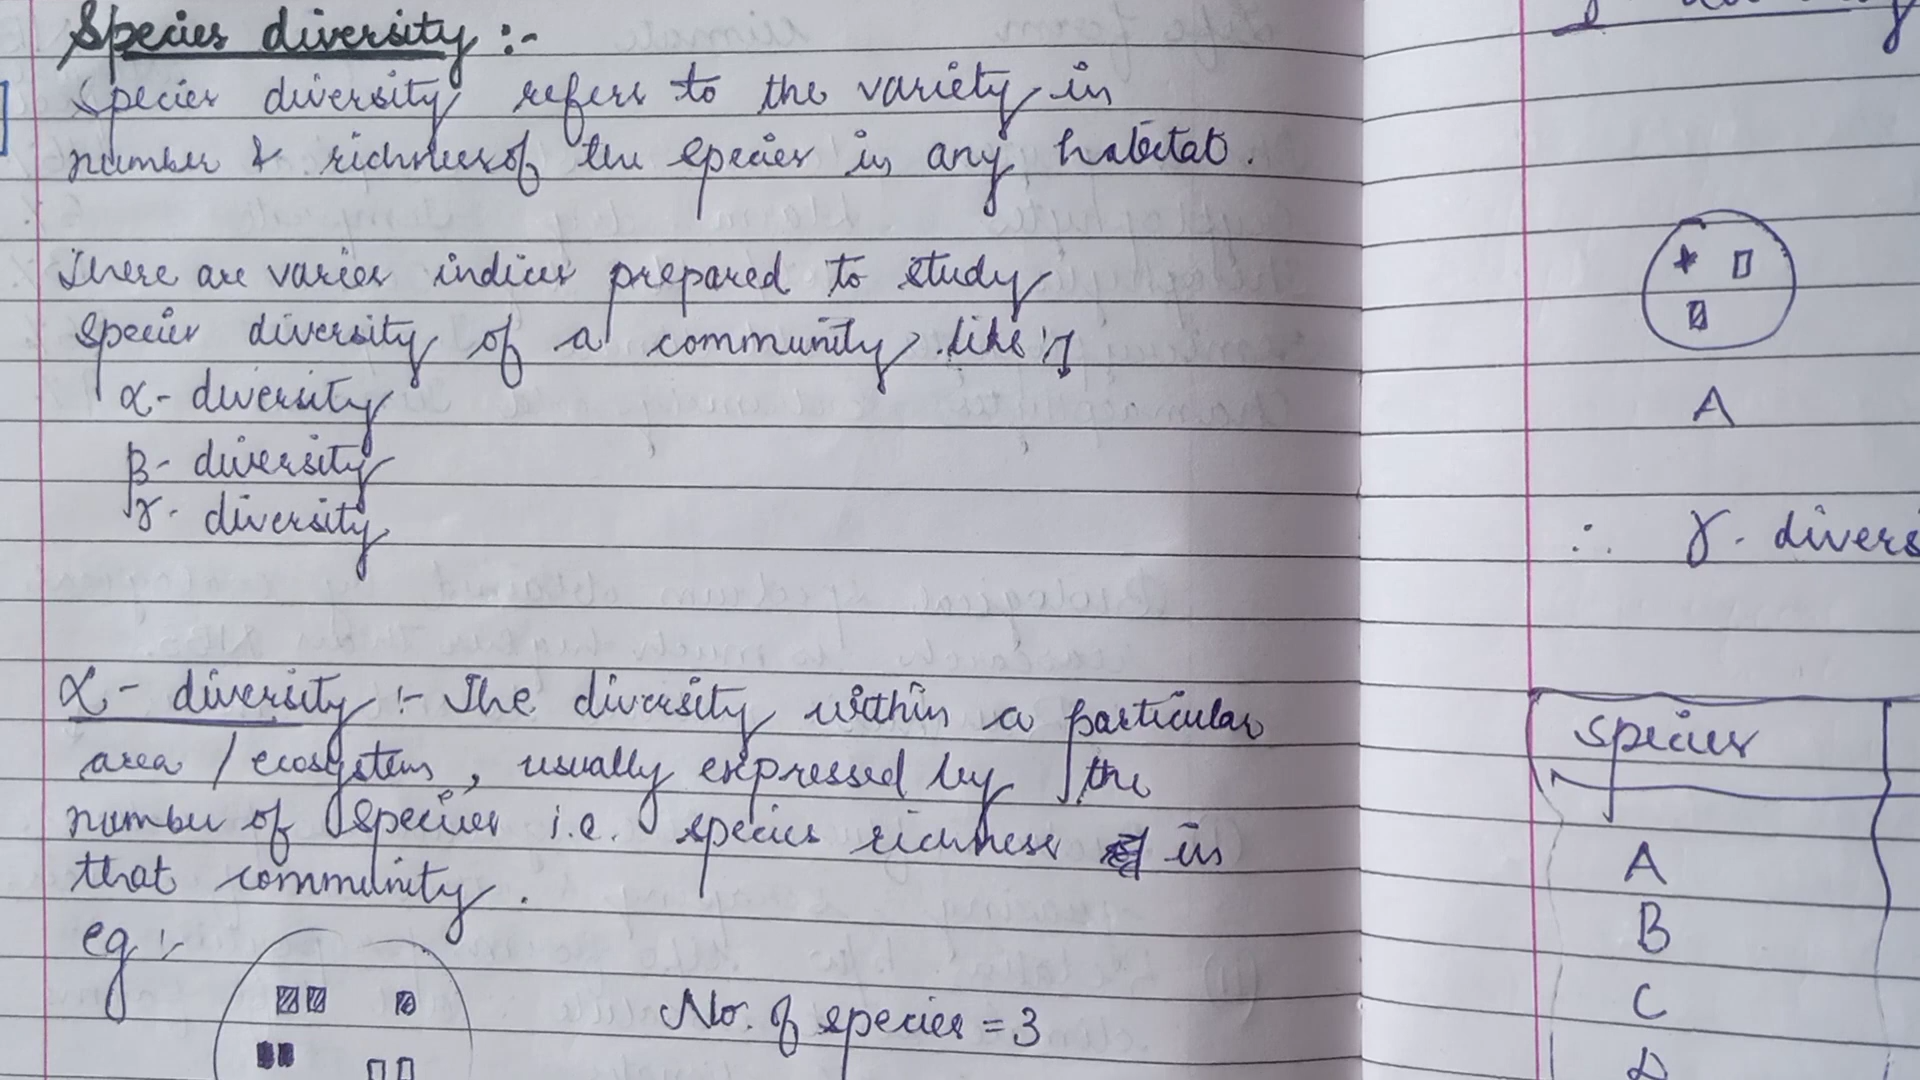 Species diversity :-
Species diversity refers to the variety in
number & richness of the species in any habitat.
There are varies indices prepared to study
species diversity of a community like :-
α- diversity
β- diversity
γ- diversity
α- diversity :- The diversity within a particular
area / ecosystem, usually expressed by the
number of species i.e. species richness in
that community.
eg :-
No. of species = 3
A
∴ γ- divers
species
A
B
C
D